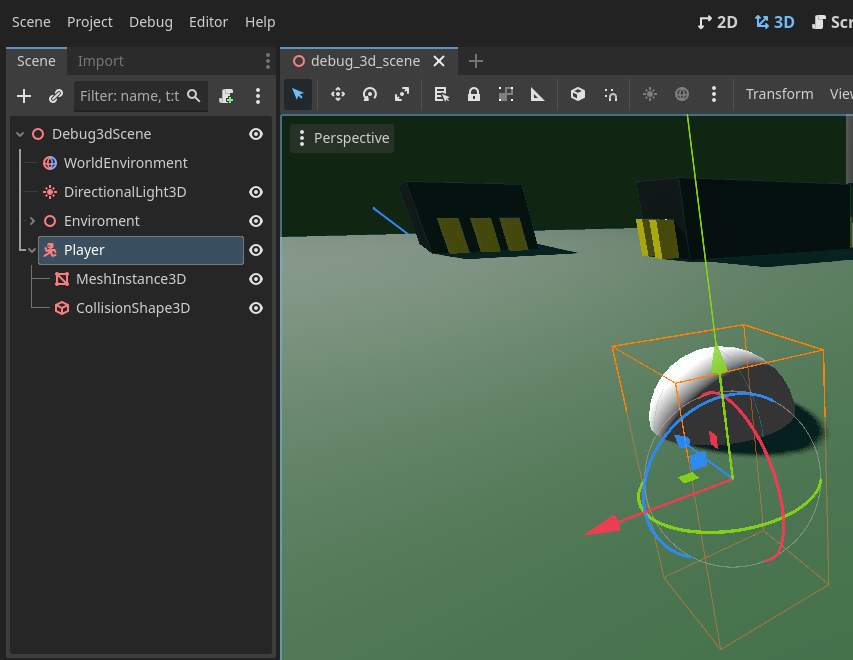 Scene Project Debug Editor Help 2D 3D Scr
Scene Import
debug_3d_scene
Filter: name, t:t
Transform View
Perspective
Debug3dScene
WorldEnvironment
DirectionalLight3D
Enviroment
Player
MeshInstance3D
CollisionShape3D